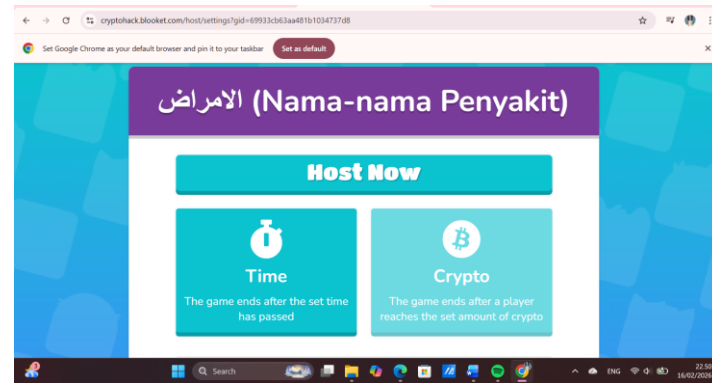 cryptohack.blooket.com/host/settings?gid=69933cb63aa481b1034737d8
Set Google Chrome as your default browser and pin it to your taskbar Set as default
الامراض (Nama-nama Penyakit)
Host Now
Time
The game ends after the set time
has passed
Crypto
The game ends after a player
reaches the set amount of crypto
Search
ENG
22.50
16/02/2026